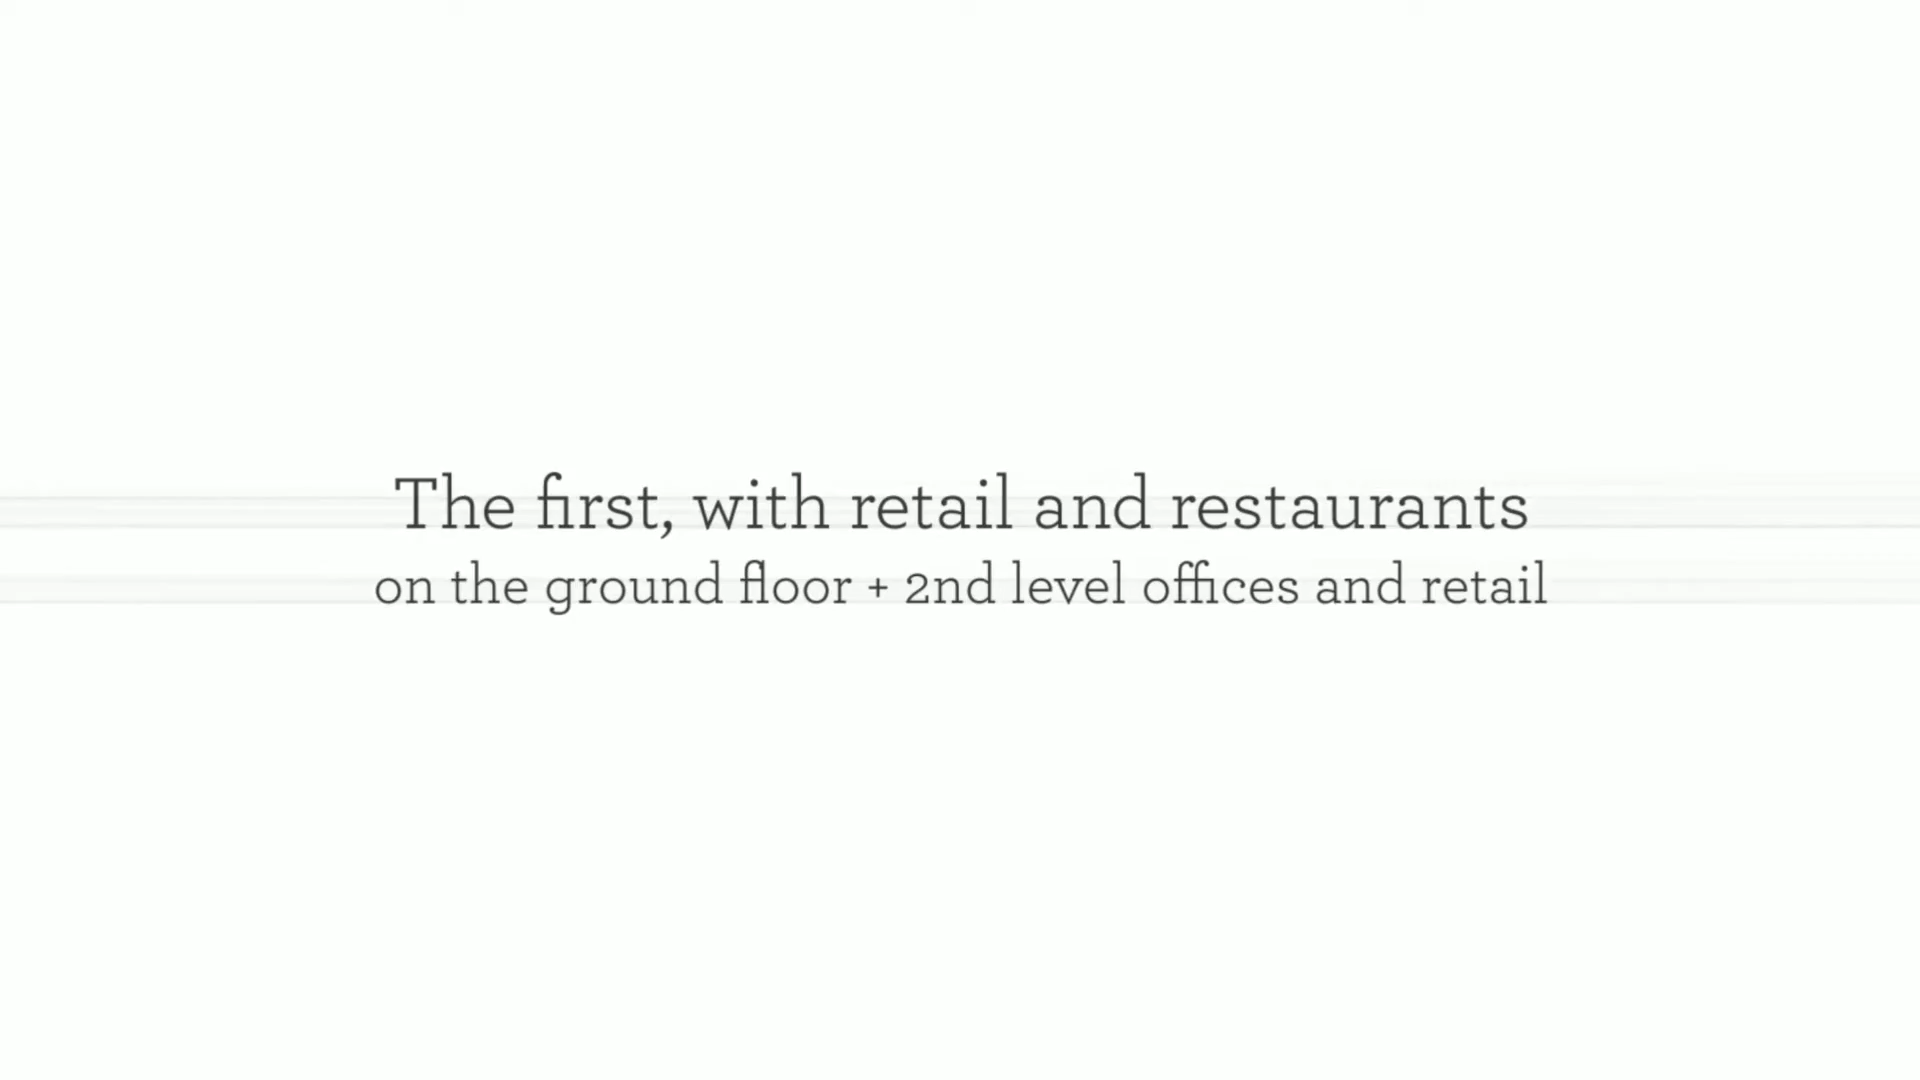 The first, with retail and restaurants
on the ground floor + 2nd level offices and retail